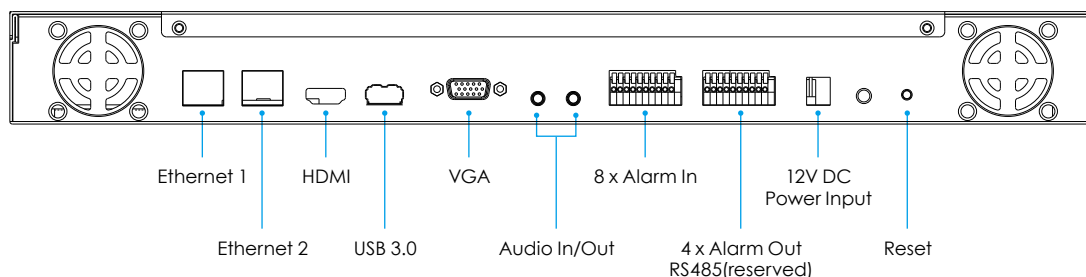 Ethernet 1
HDMI
VGA
8 x Alarm In
12V DC
Power Input
Ethernet 2
USB 3.0
Audio In/Out
4 x Alarm Out
RS485(reserved)
Reset